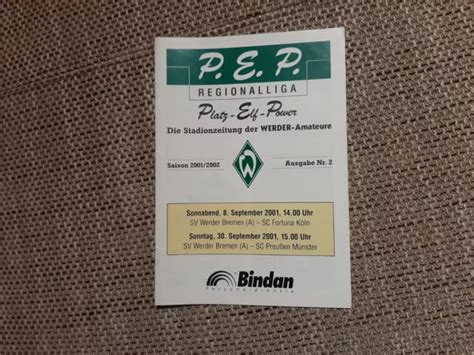 P. E. P.
REGIONALLIGA
Platz - Elf - Power
Die Stadionzeitung der WERDER-Amateure
Saison 2001/2002 Ausgabe Nr. 2
W
Sonnabend, 8. September 2001, 14.00 Uhr
SV Werder Bremen (A) – SC Fortuna Köln
Sonntag, 30. September 2001, 15.00 Uhr
SV Werder Bremen (A) – SC Preußen Münster
Bindan
Personaldienste